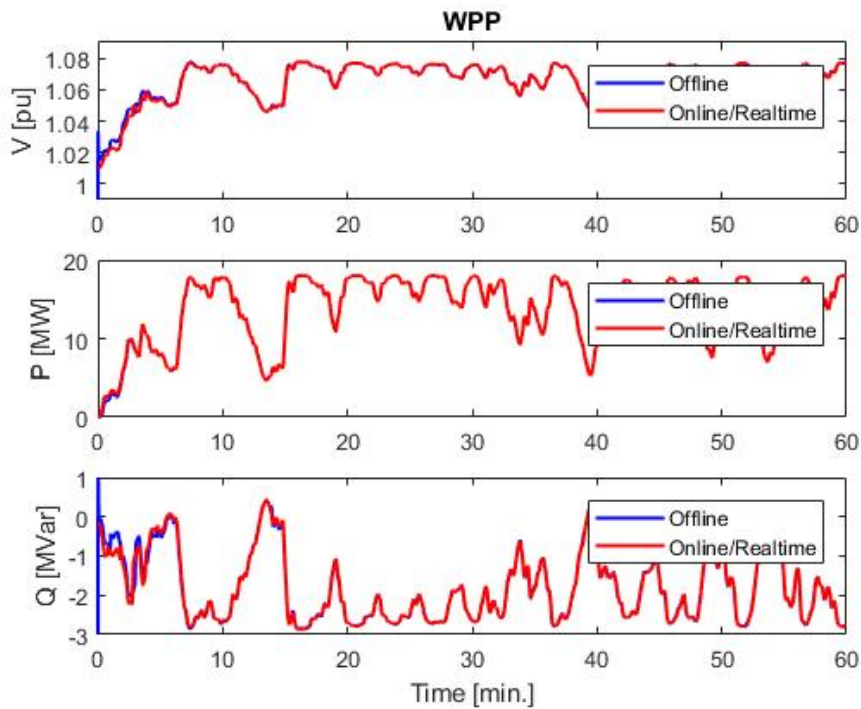 WPP
V [pu]
1.08
1.06
1.04
1.02
1
0 10 20 30 40 50 60
Offline
Online/Realtime
P [MW]
20
10
0
0 10 20 30 40 50 60
Offline
Online/Realtime
Q [MVar]
1
0
-1
-2
-3
0 10 20 30 40 50 60
Offline
Online/Realtime
Time [min.]